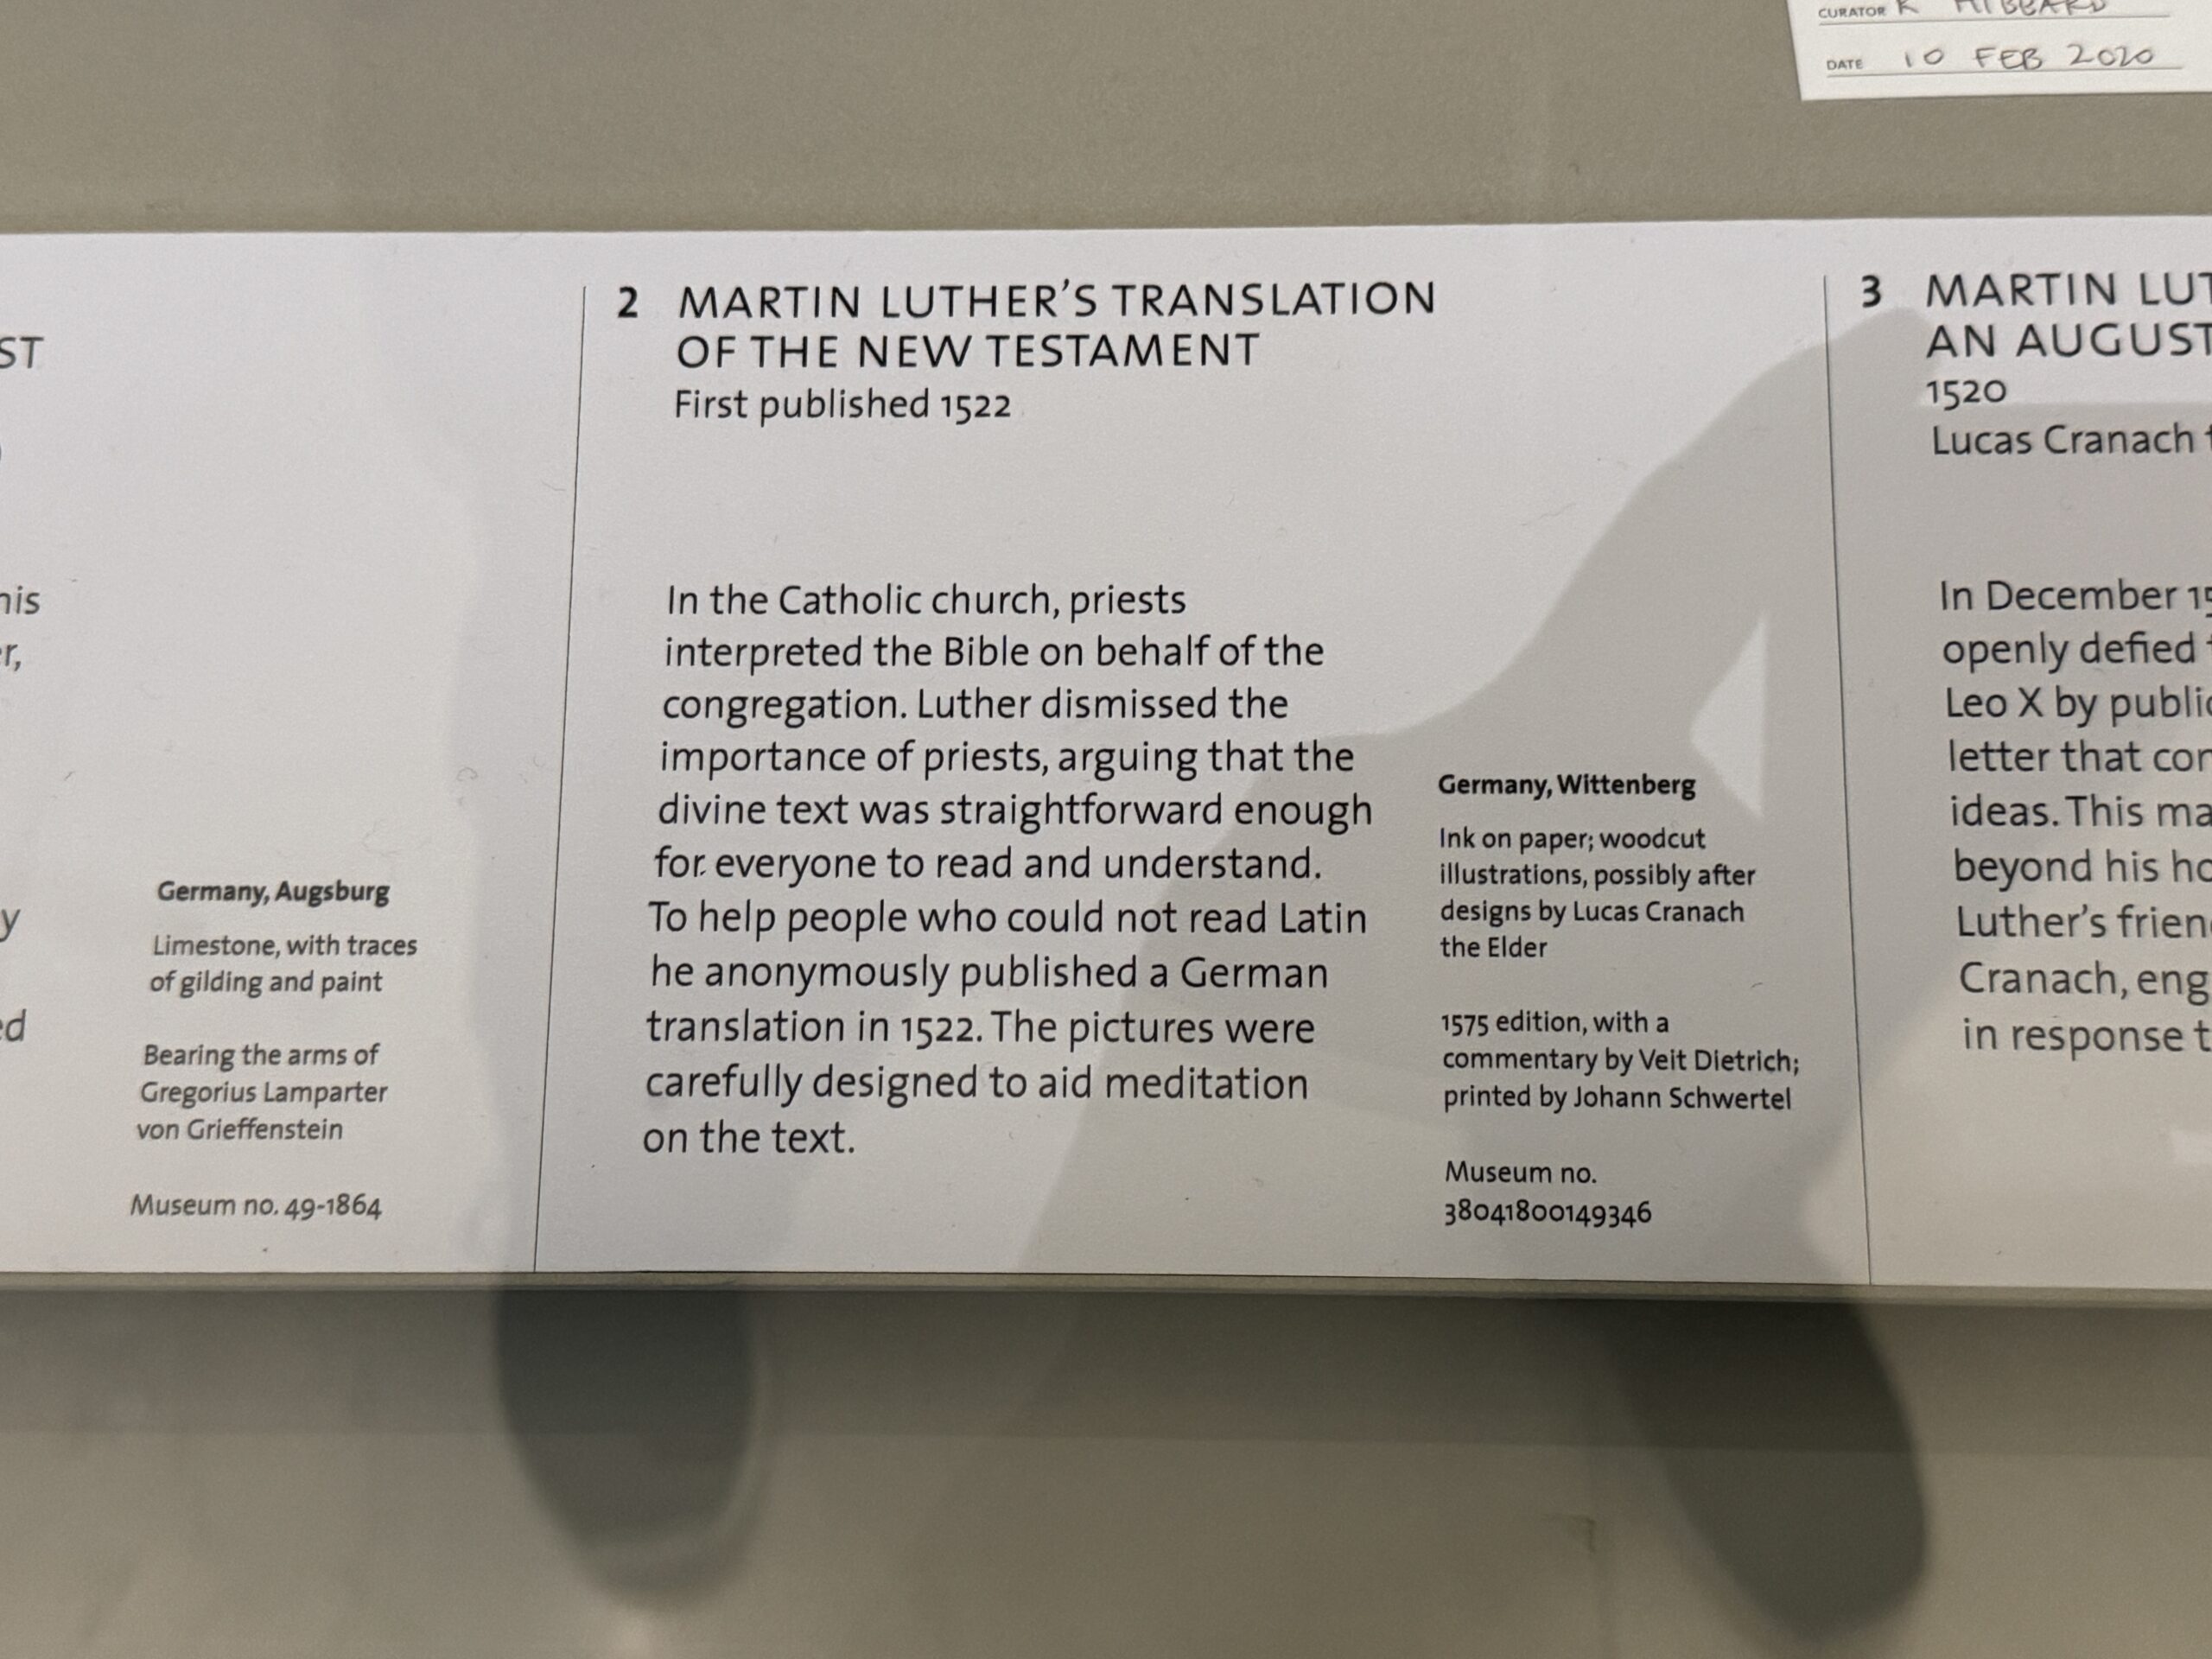 CURATOR
DATE 10 FEB 2020
ST
his
r,
y
ed
Germany, Augsburg
Limestone, with traces
of gilding and paint
Bearing the arms of
Gregorius Lamparter
von Grieffenstein
Museum no. 49-1864
2 MARTIN LUTHER'S TRANSLATION
OF THE NEW TESTAMENT
First published 1522
In the Catholic church, priests
interpreted the Bible on behalf of the
congregation. Luther dismissed the
importance of priests, arguing that the
divine text was straightforward enough
for everyone to read and understand.
To help people who could not read Latin
he anonymously published a German
translation in 1522. The pictures were
carefully designed to aid meditation
on the text.
Germany, Wittenberg
Ink on paper; woodcut
illustrations, possibly after
designs by Lucas Cranach
the Elder
1575 edition, with a
commentary by Veit Dietrich;
printed by Johann Schwertel
Museum no.
38041800149346
3 MARTIN LUT
AN AUGUST
1520
Lucas Cranach t
In December 15
openly defied t
Leo X by public
letter that con
ideas. This ma
beyond his ho
Luther's frien
Cranach, eng
in response t